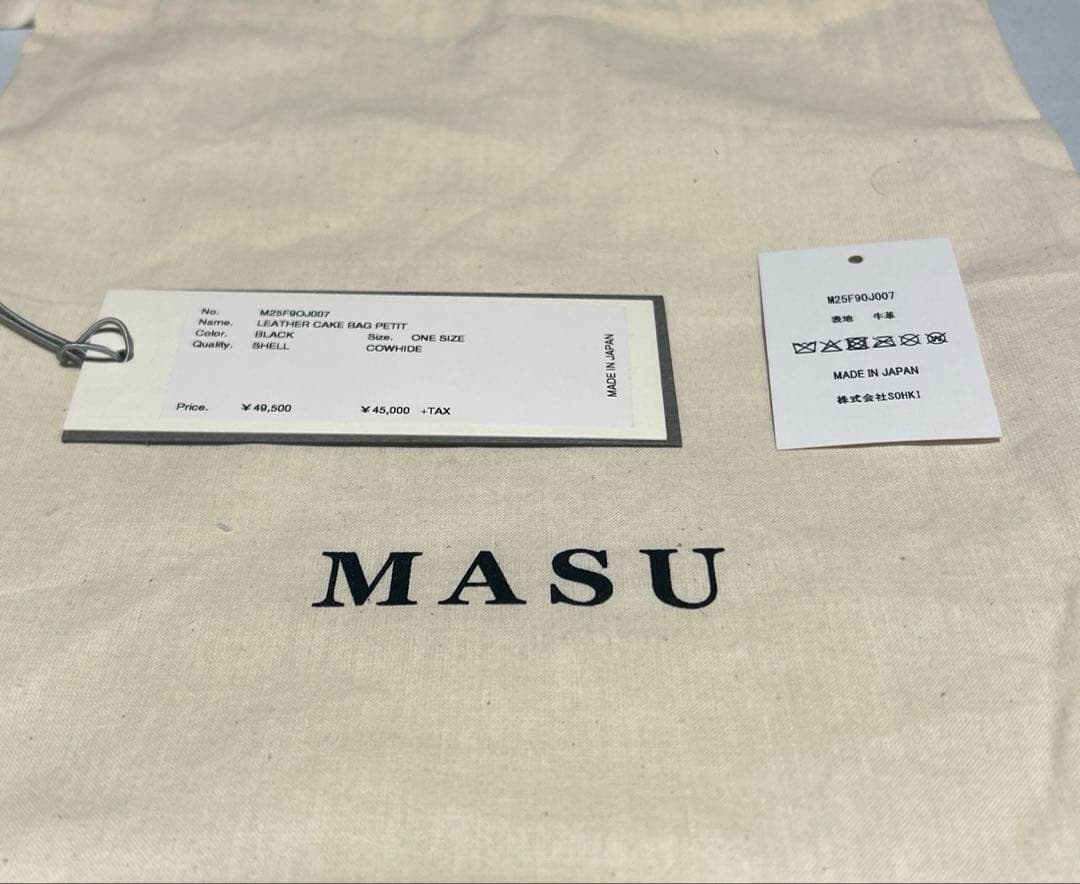 No. M25F9OJ007
Name. LEATHER CAKE BAG PETIT
Color. BLACK Size. ONE SIZE
Quality. SHELL COWHIDE
Price. ¥49,500 ¥45,000 +TAX
MADE IN JAPAN
M25F90J007
表地 牛革
MADE IN JAPAN
株式会社SOHKI
MASU